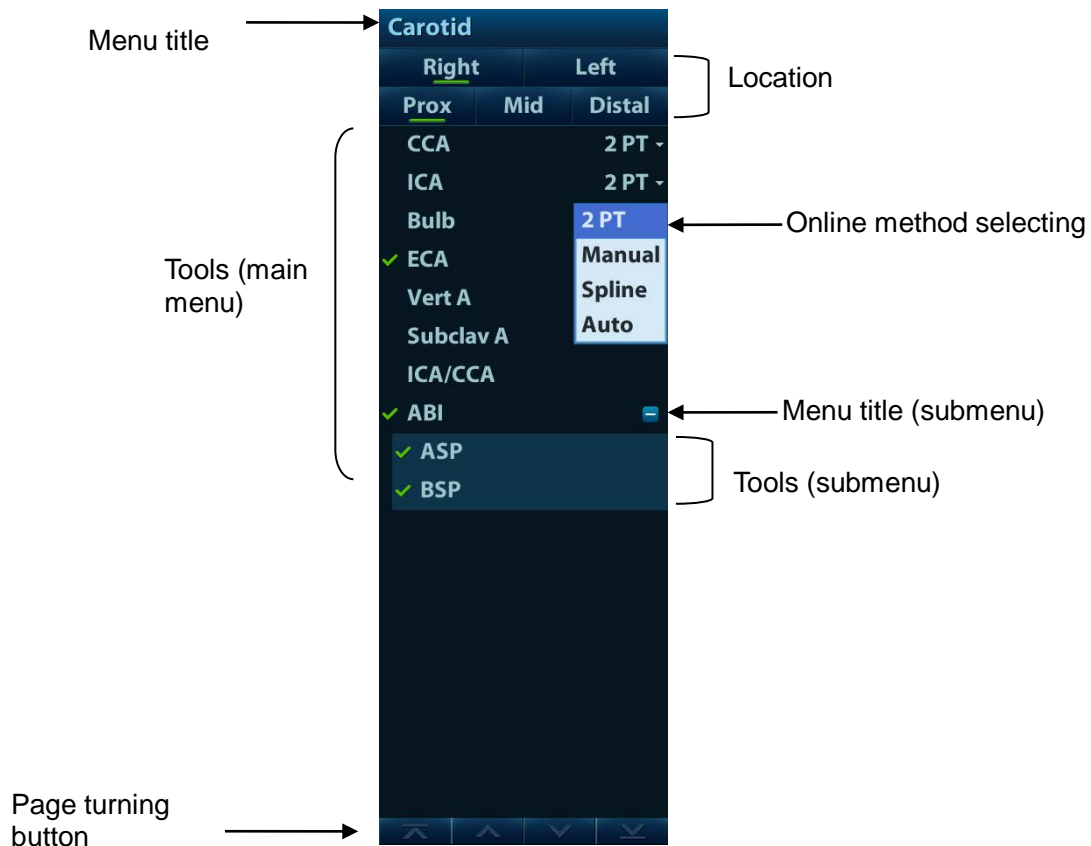 Menu title
Carotid
Right Left
Location
Prox Mid Distal
CCA 2 PT
ICA 2 PT
Bulb 2 PT
Online method selecting
Tools (main
menu)
ECA Manual
Vert A Spline
Subclav A Auto
ICA/CCA
ABI
Menu title (submenu)
ASP
BSP
Tools (submenu)
Page turning
button